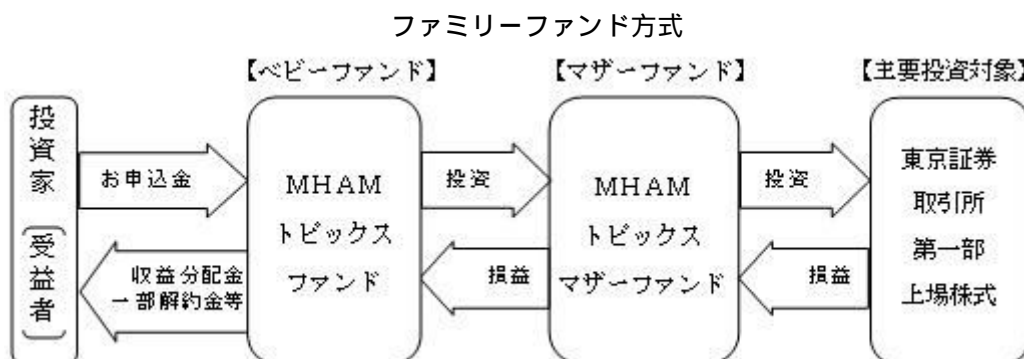 ファミリーファンド方式
【ベビーファンド】
【マザーファンド】
【主要投資対象】
投資家
受益者
お申込金
収益分配金
一部解約金等
MHAM
トピックス
ファンド
投資
損益
MHAM
トピックス
マザーファンド
投資
損益
東京証券
取引所
第一部
上場株式